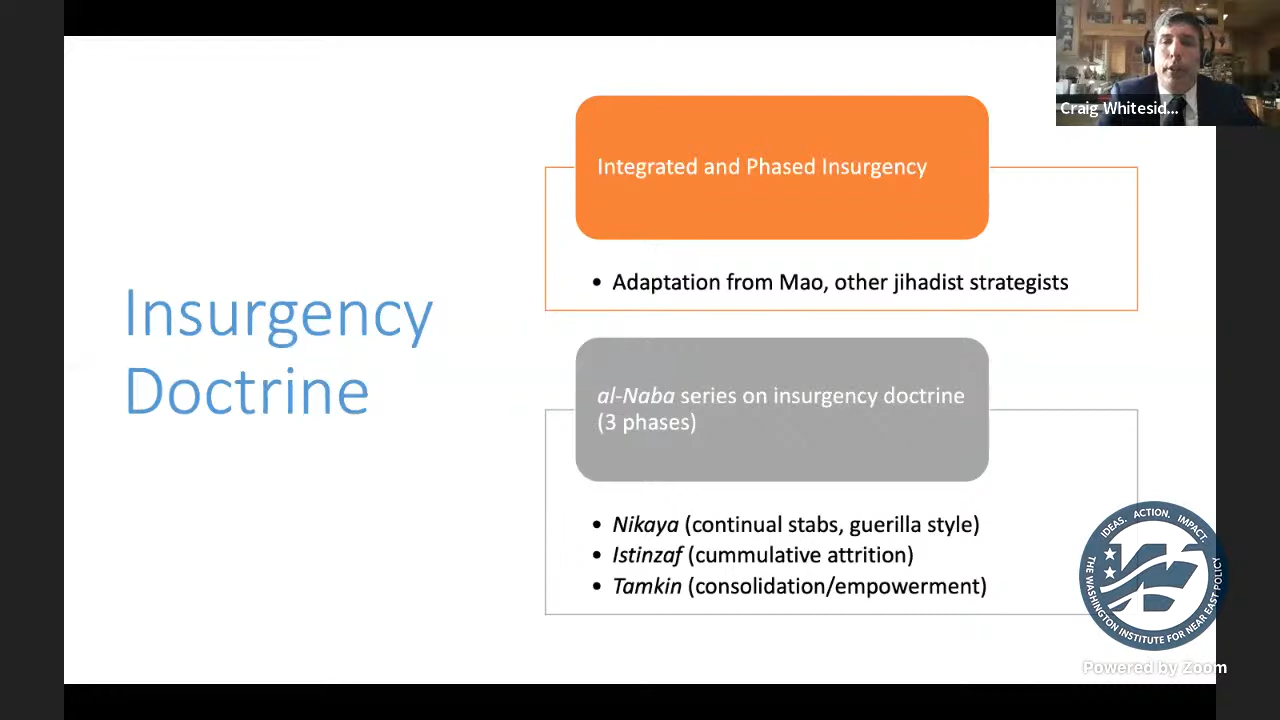 Craig Whitesid...
Integrated and Phased Insurgency
• Adaptation from Mao, other jihadist strategists
Insurgency
Doctrine
al-Naba series on insurgency doctrine
(3 phases)
• Nikaya (continual stabs, guerilla style)
• Istinzaf (cummulative attrition)
• Tamkin (consolidation/empowerment)
IDEAS. ACTION. IMPACT.
THE WASHINGTON INSTITUTE FOR NEAR EAST POLICY
Powered by Zoom